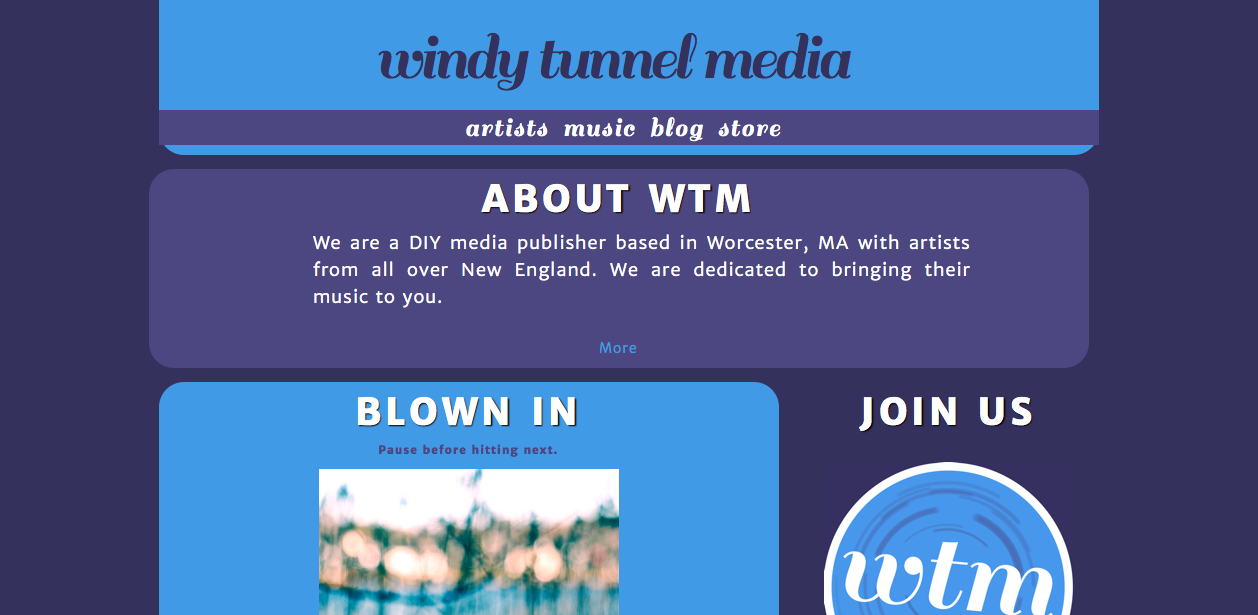 windy tunnel media
artists music blog store
ABOUT WTM
We are a DIY media publisher based in Worcester, MA with artists
from all over New England. We are dedicated to bringing their
music to you.
More
BLOWN IN
Pause before hitting next.
JOIN US
wtm